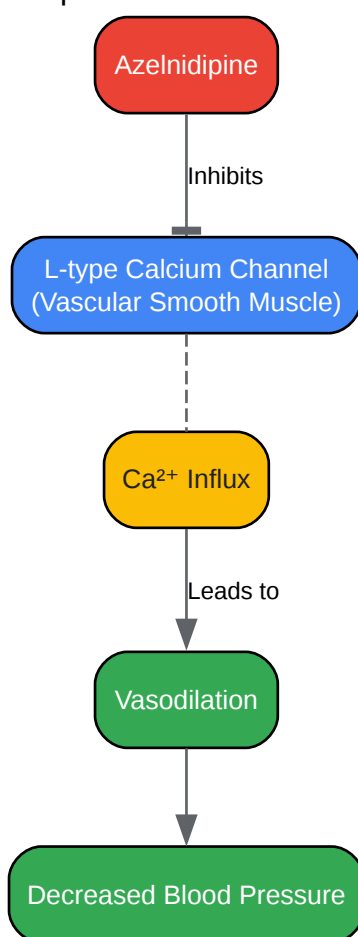 Azelnidipine
Inhibits
L-type Calcium Channel
(Vascular Smooth Muscle)
Ca²⁺ Influx
Leads to
Vasodilation
Decreased Blood Pressure